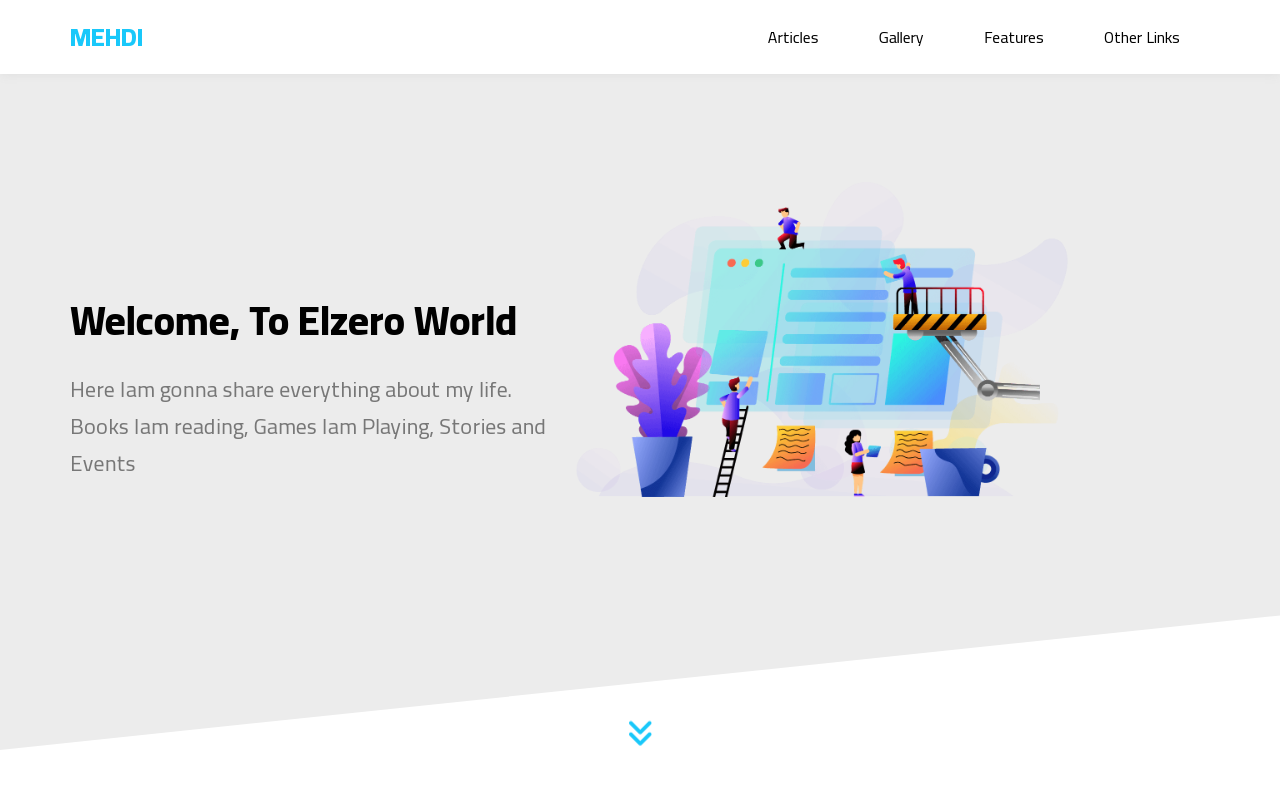 MEHDI
Articles
Gallery
Features
Other Links
Welcome, To Elzero World
Here Iam gonna share everything about my life.
Books Iam reading, Games Iam Playing, Stories and
Events